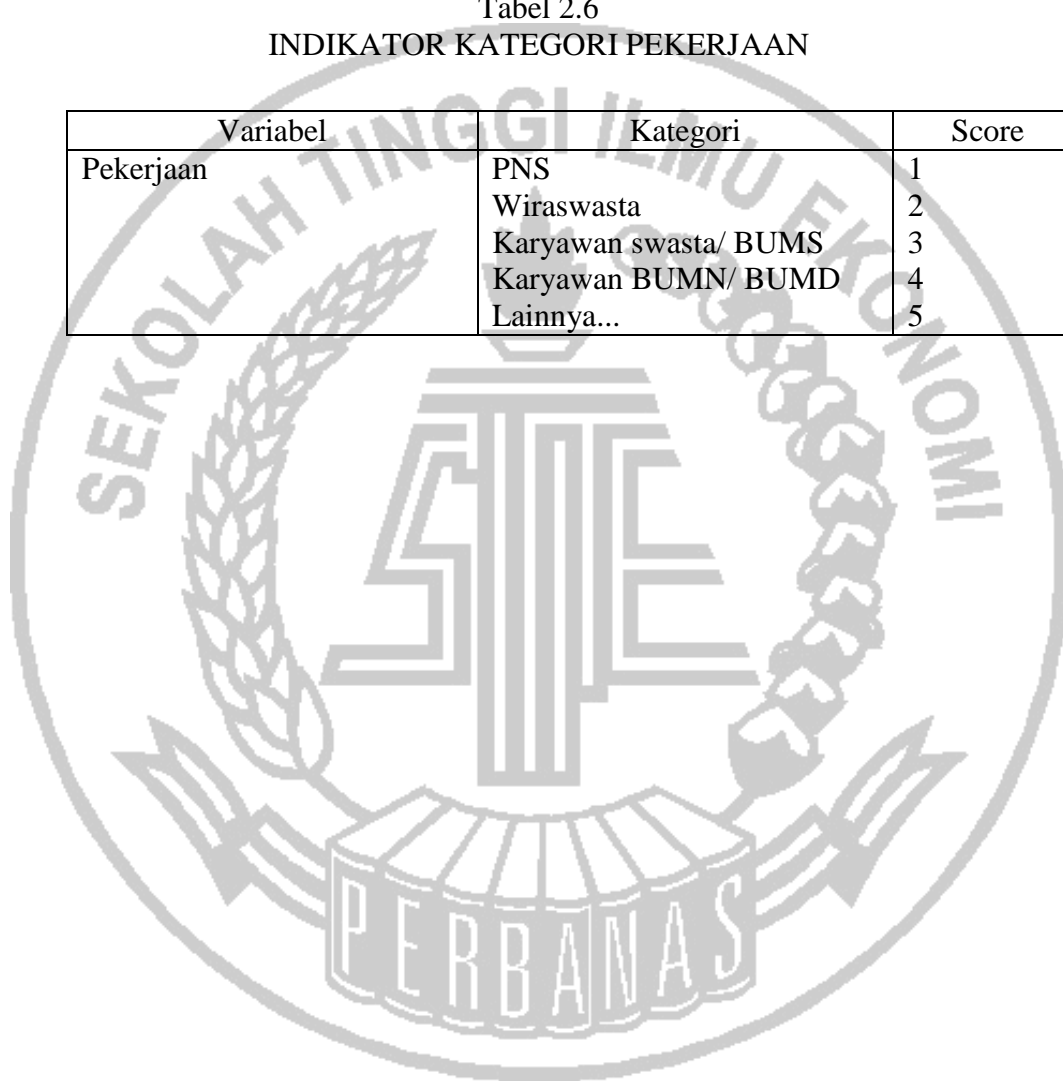 Tabel 2.6
INDIKATOR KATEGORI PEKERJAAN
Variabel Kategori Score
Pekerjaan PNS 1
Wiraswasta 2
Karyawan swasta/ BUMS 3
Karyawan BUMN/ BUMD 4
Lainnya... 5
SEKOLAH TINGGI ILMU EKONOMI
STIE
PERBANAS